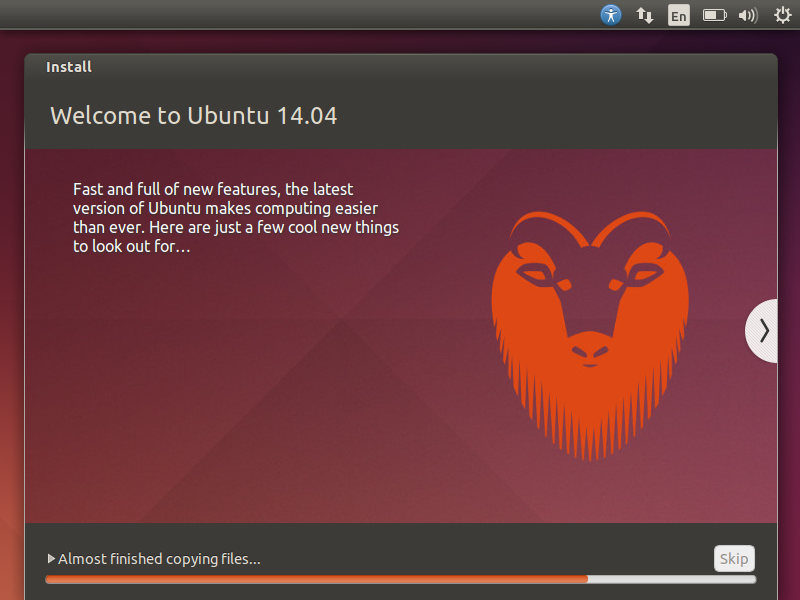 En
Install
Welcome to Ubuntu 14.04
Fast and full of new features, the latest
version of Ubuntu makes computing easier
than ever. Here are just a few cool new things
to look out for…
Almost finished copying files...
Skip